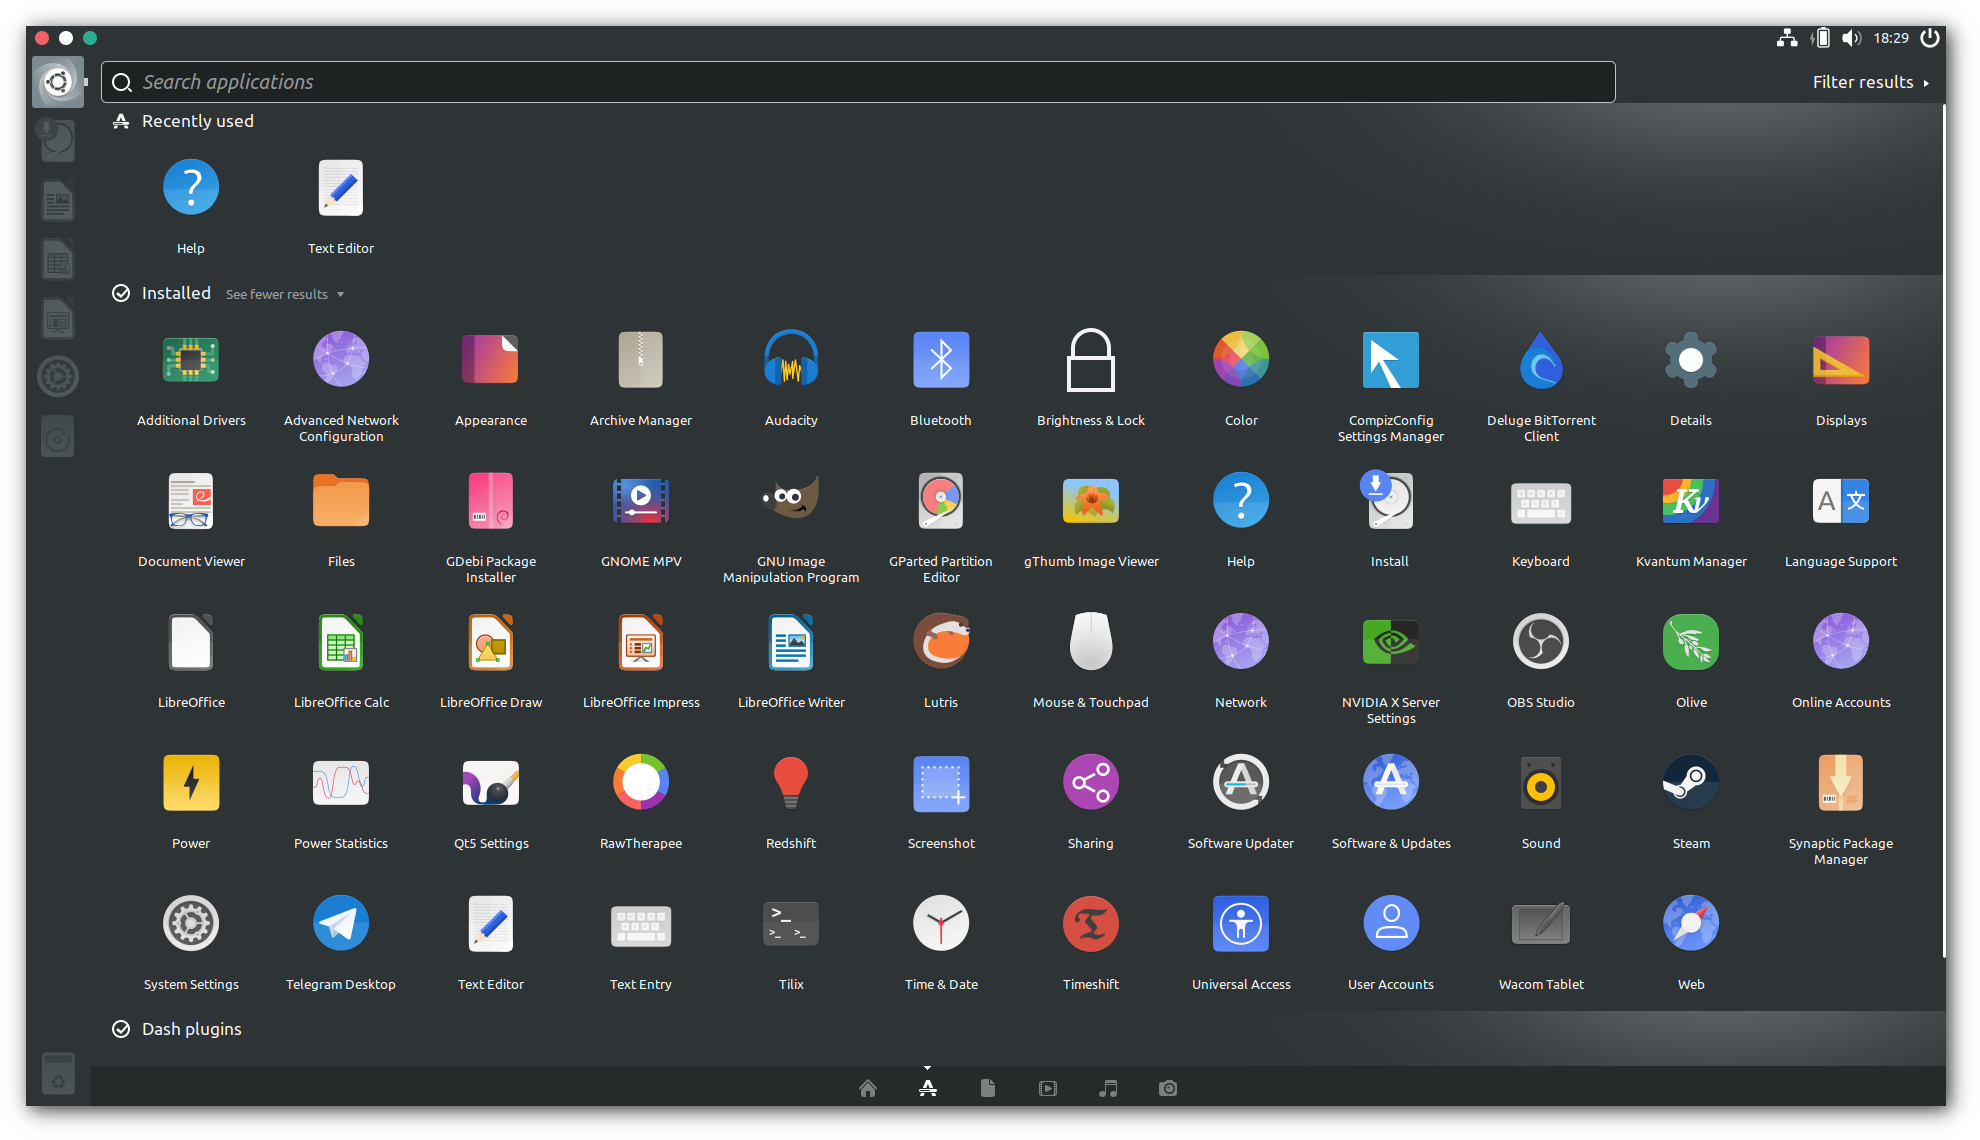 18:29
Search applications
Filter results
Recently used
Help
Text Editor
Installed See fewer results
Additional Drivers
Advanced Network
Configuration
Appearance
Archive Manager
Audacity
Bluetooth
Brightness & Lock
Color
CompizConfig
Settings Manager
Deluge BitTorrent
Client
Details
Displays
Document Viewer
Files
GDebi Package
Installer
GNOME MPV
GNU Image
Manipulation Program
GParted Partition
Editor
gThumb Image Viewer
Help
Install
Keyboard
Kv
Kvantum Manager
A 文
Language Support
LibreOffice
LibreOffice Calc
LibreOffice Draw
LibreOffice Impress
LibreOffice Writer
Lutris
Mouse & Touchpad
Network
NVIDIA X Server
Settings
OBS Studio
Olive
Online Accounts
Power
Power Statistics
Qt5 Settings
RawTherapee
Redshift
Screenshot
Sharing
Software Updater
Software & Updates
Sound
Steam
Synaptic Package
Manager
System Settings
Telegram Desktop
Text Editor
Text Entry
>_
>_ >_
Tilix
Time & Date
Timeshift
Universal Access
User Accounts
Wacom Tablet
Web
Dash plugins